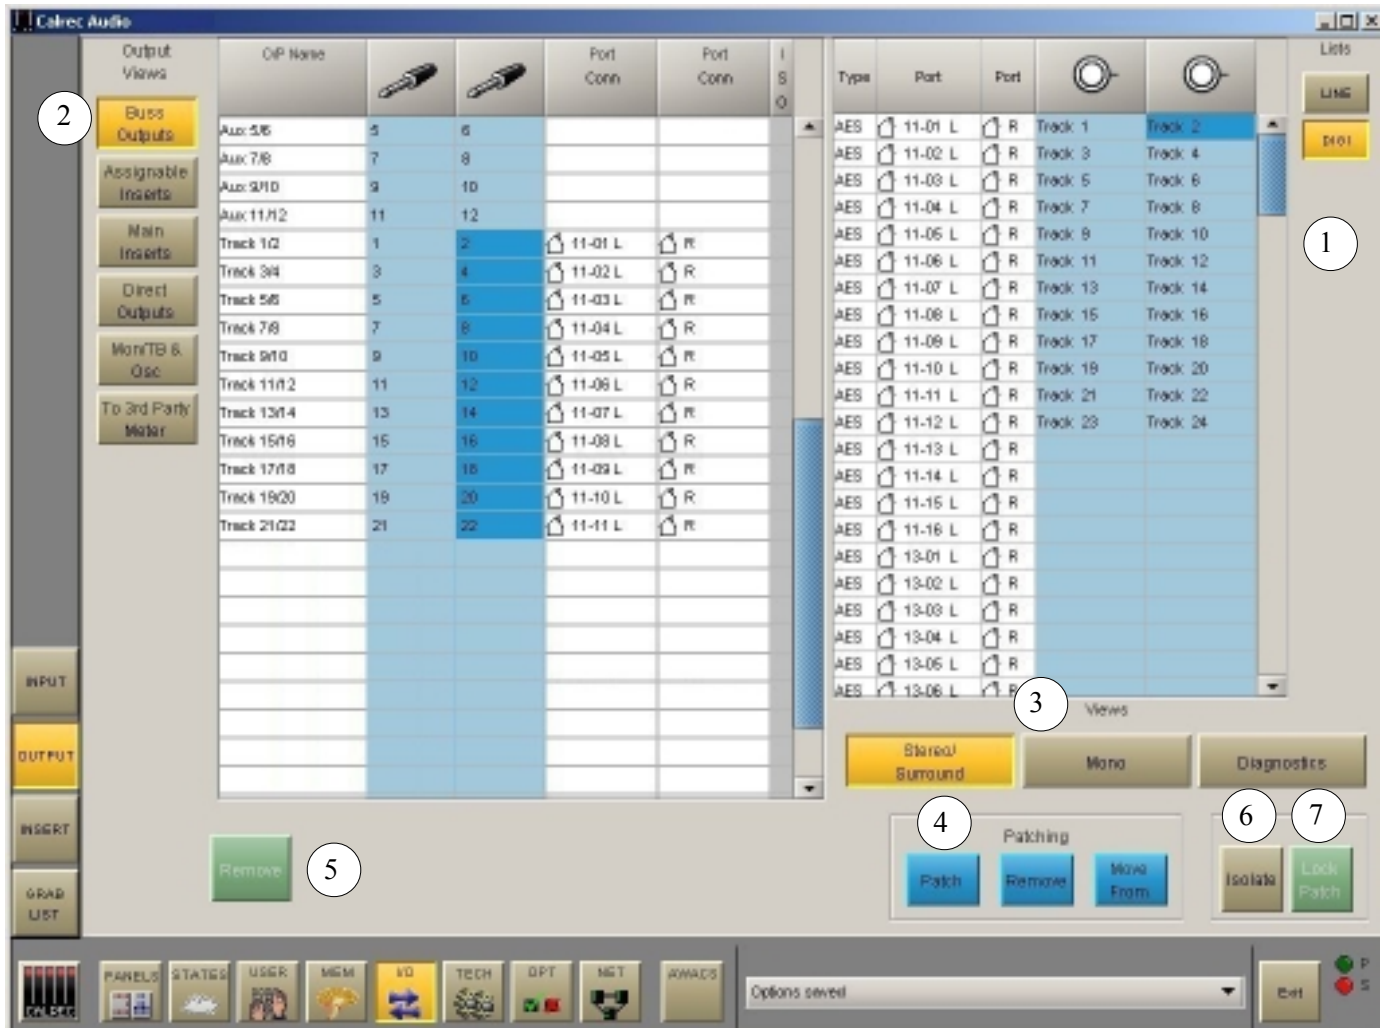 Calrec Audio
Output
Views
2
Buss
Outputs
Assignable
Inserts
Main
Inserts
Direct
Outputs
Mon/TB &
Osc
To 3rd Party
Meter
INPUT
OUTPUT
INSERT
GRAB
LIST
O/P Name Port Conn Port Conn I S O
Aux 5/6 5 6
Aux 7/8 7 8
Aux 9/10 9 10
Aux 11/12 11 12
Track 1/2 1 2 11-01 L R
Track 3/4 3 4 11-02 L R
Track 5/6 5 6 11-03 L R
Track 7/8 7 8 11-04 L R
Track 9/10 9 10 11-05 L R
Track 11/12 11 12 11-06 L R
Track 13/14 13 14 11-07 L R
Track 15/16 15 16 11-08 L R
Track 17/18 17 18 11-09 L R
Track 19/20 19 20 11-10 L R
Track 21/22 21 22 11-11 L R
Remove
5
Type Port Port
AES 11-01 L R Track 1 Track 2
AES 11-02 L R Track 3 Track 4
AES 11-03 L R Track 5 Track 6
AES 11-04 L R Track 7 Track 8
AES 11-05 L R Track 9 Track 10
AES 11-06 L R Track 11 Track 12
AES 11-07 L R Track 13 Track 14
AES 11-08 L R Track 15 Track 16
AES 11-09 L R Track 17 Track 18
AES 11-10 L R Track 19 Track 20
AES 11-11 L R Track 21 Track 22
AES 11-12 L R Track 23 Track 24
AES 11-13 L R
AES 11-14 L R
AES 11-15 L R
AES 11-16 L R
AES 13-01 L R
AES 13-02 L R
AES 13-03 L R
AES 13-04 L R
AES 13-05 L R
AES 13-06 L R
Lists
LINE
DIGI
1
3
Views
Stereo/
Surround
Mono
Diagnostics
4
Patching
Patch
Remove
Move
From
6
7
Isolate
Lock
Patch
CALREC
PANELS
STATES
USER
MEM
I/O
TECH
OPT
NET
AWACS
Options saved
Exit
P
S